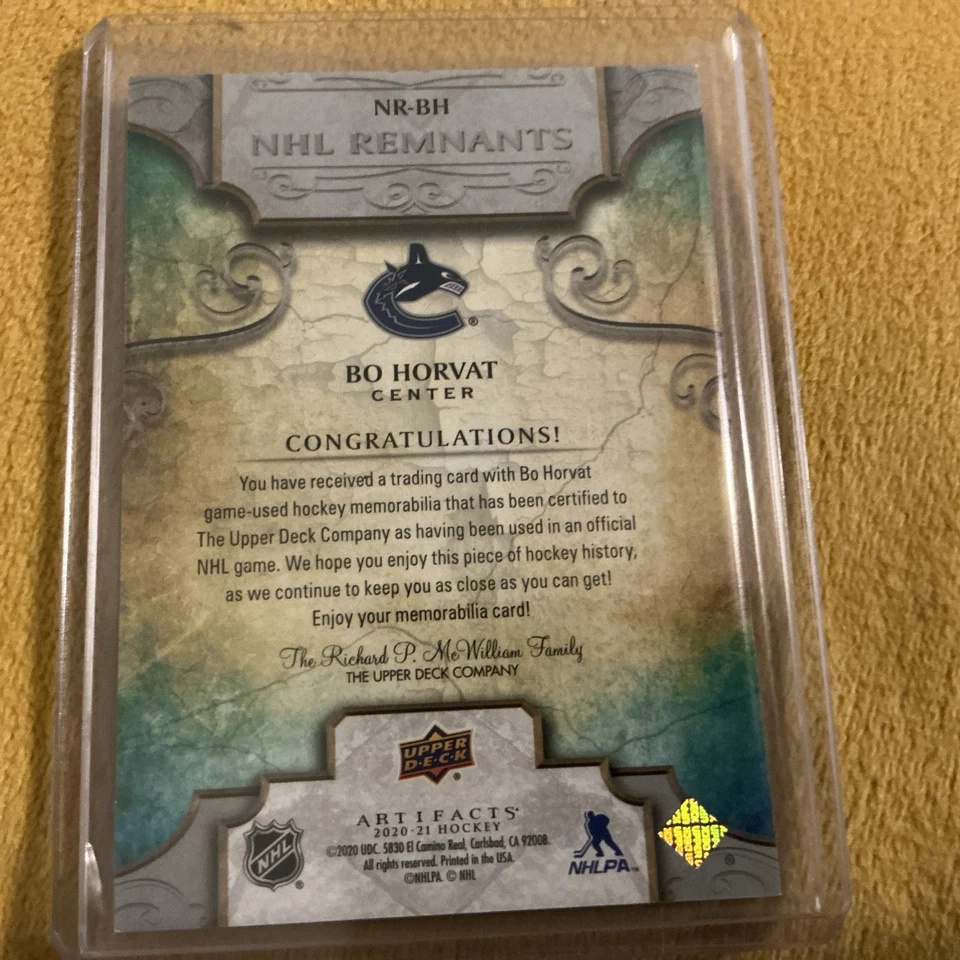 NR-BH
NHL REMNANTS
®
BO HORVAT
CENTER
CONGRATULATIONS!
You have received a trading card with Bo Horvat
game-used hockey memorabilia that has been certified to
The Upper Deck Company as having been used in an official
NHL game. We hope you enjoy this piece of hockey history,
as we continue to keep you as close as you can get!
Enjoy your memorabilia card!
The Richard P. McWilliam Family
THE UPPER DECK COMPANY
UPPER
D·E·C·K
®
ARTIFACTS
2020-21 HOCKEY
©2020 UDC. 5830 El Camino Real, Carlsbad, CA 92008.
All rights reserved. Printed in the USA.
©NHLPA. © NHL
NHL
®
NHLPA™